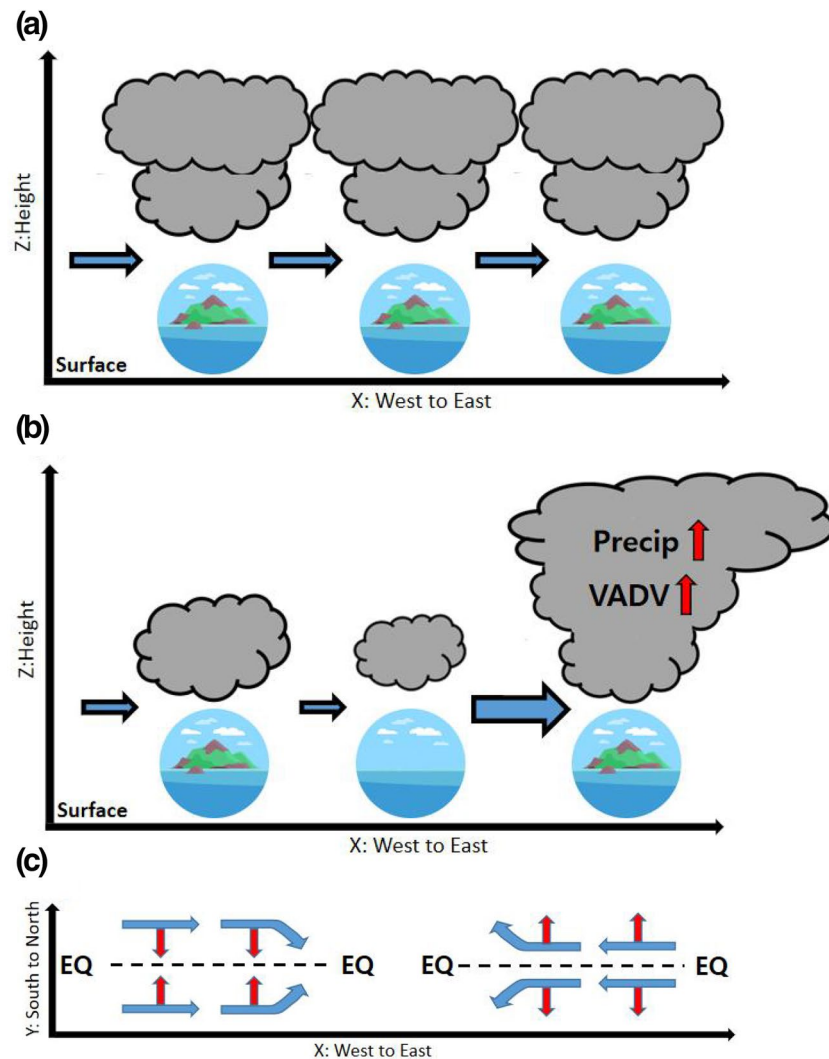 (a)
Z:Height
Surface
X: West to East
(b)
Z:Height
Precip
VADV
Surface
X: West to East
(c)
Y: South to North
EQ EQ EQ EQ
X: West to East